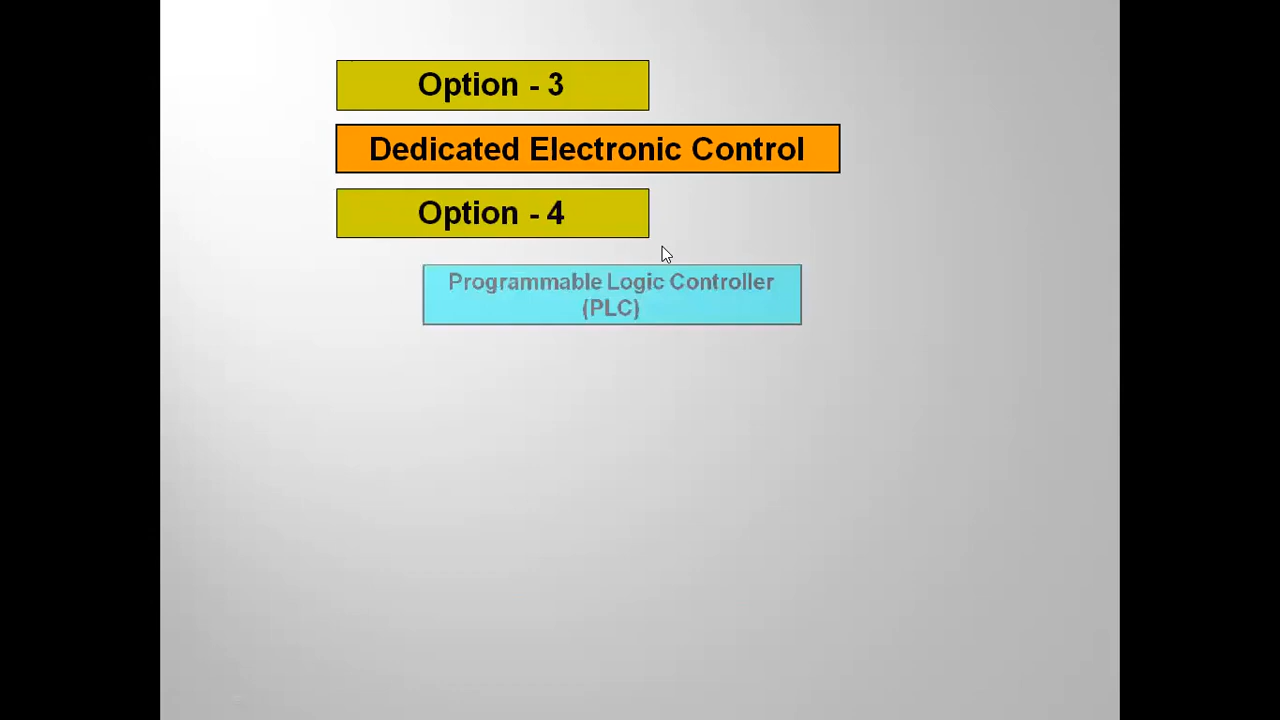 Option - 3
Dedicated Electronic Control
Option - 4
Programmable Logic Controller
(PLC)